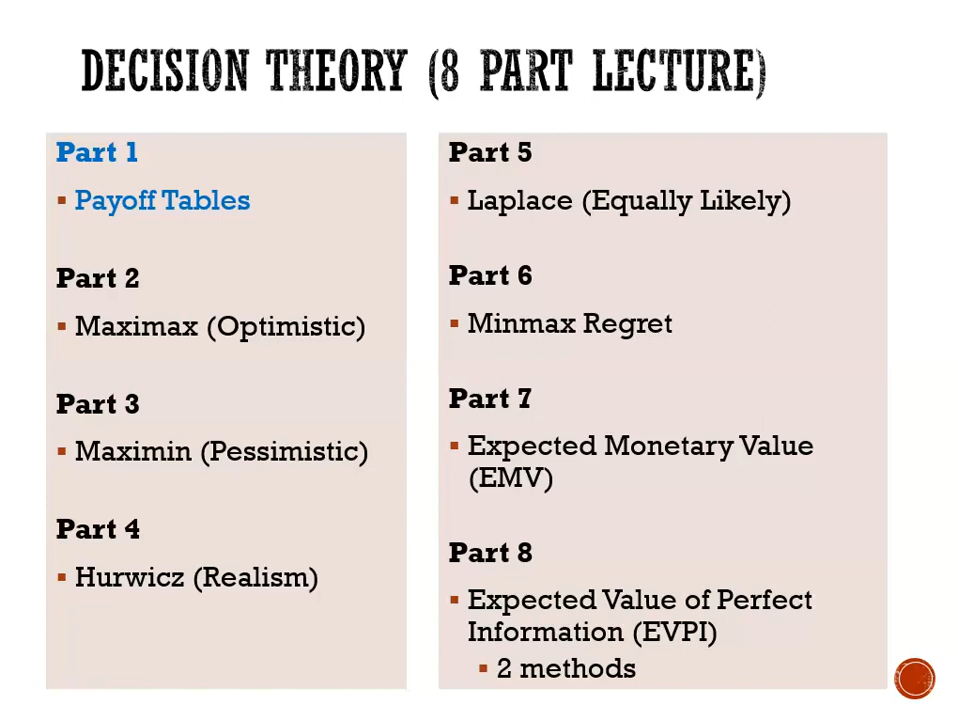 DECISION THEORY (8 PART LECTURE)
Part 1
▪ Payoff Tables
Part 2
▪ Maximax (Optimistic)
Part 3
▪ Maximin (Pessimistic)
Part 4
▪ Hurwicz (Realism)
Part 5
▪ Laplace (Equally Likely)
Part 6
▪ Minmax Regret
Part 7
▪ Expected Monetary Value
(EMV)
Part 8
▪ Expected Value of Perfect
Information (EVPI)
▪ 2 methods